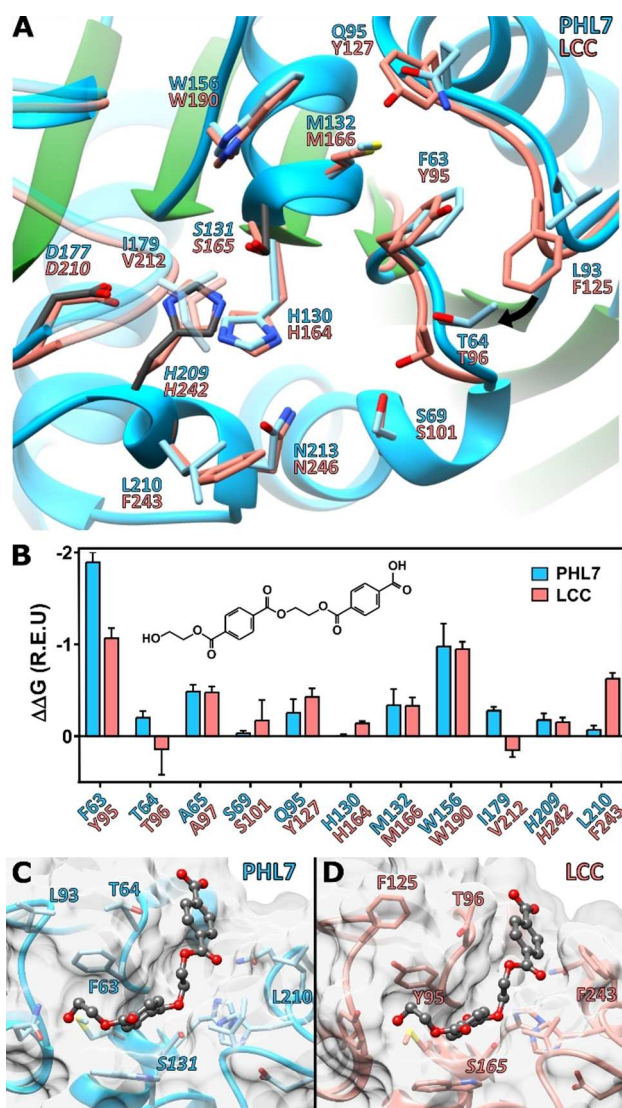 A
PHL7
LCC
Q95
Y127
W156
W190
M132
M166
F63
Y95
I179
V212
S131
S165
D177
D210
L93
F125
H130
H164
T64
T96
H209
H242
S69
S101
N213
N246
L210
F243
B
-2
-1
0
ΔΔG (R.E.U)
OH
O
O
O
O
O
HO
O
O
O
PHL7
LCC
F63
Y95
T64
T96
A65
A97
S69
S101
Q95
Y127
H130
H164
M132
M166
W156
W190
I179
V212
H209
H242
L210
F243
C
PHL7
L93
T64
F63
L210
S131
D
LCC
F125
T96
Y95
F243
S165